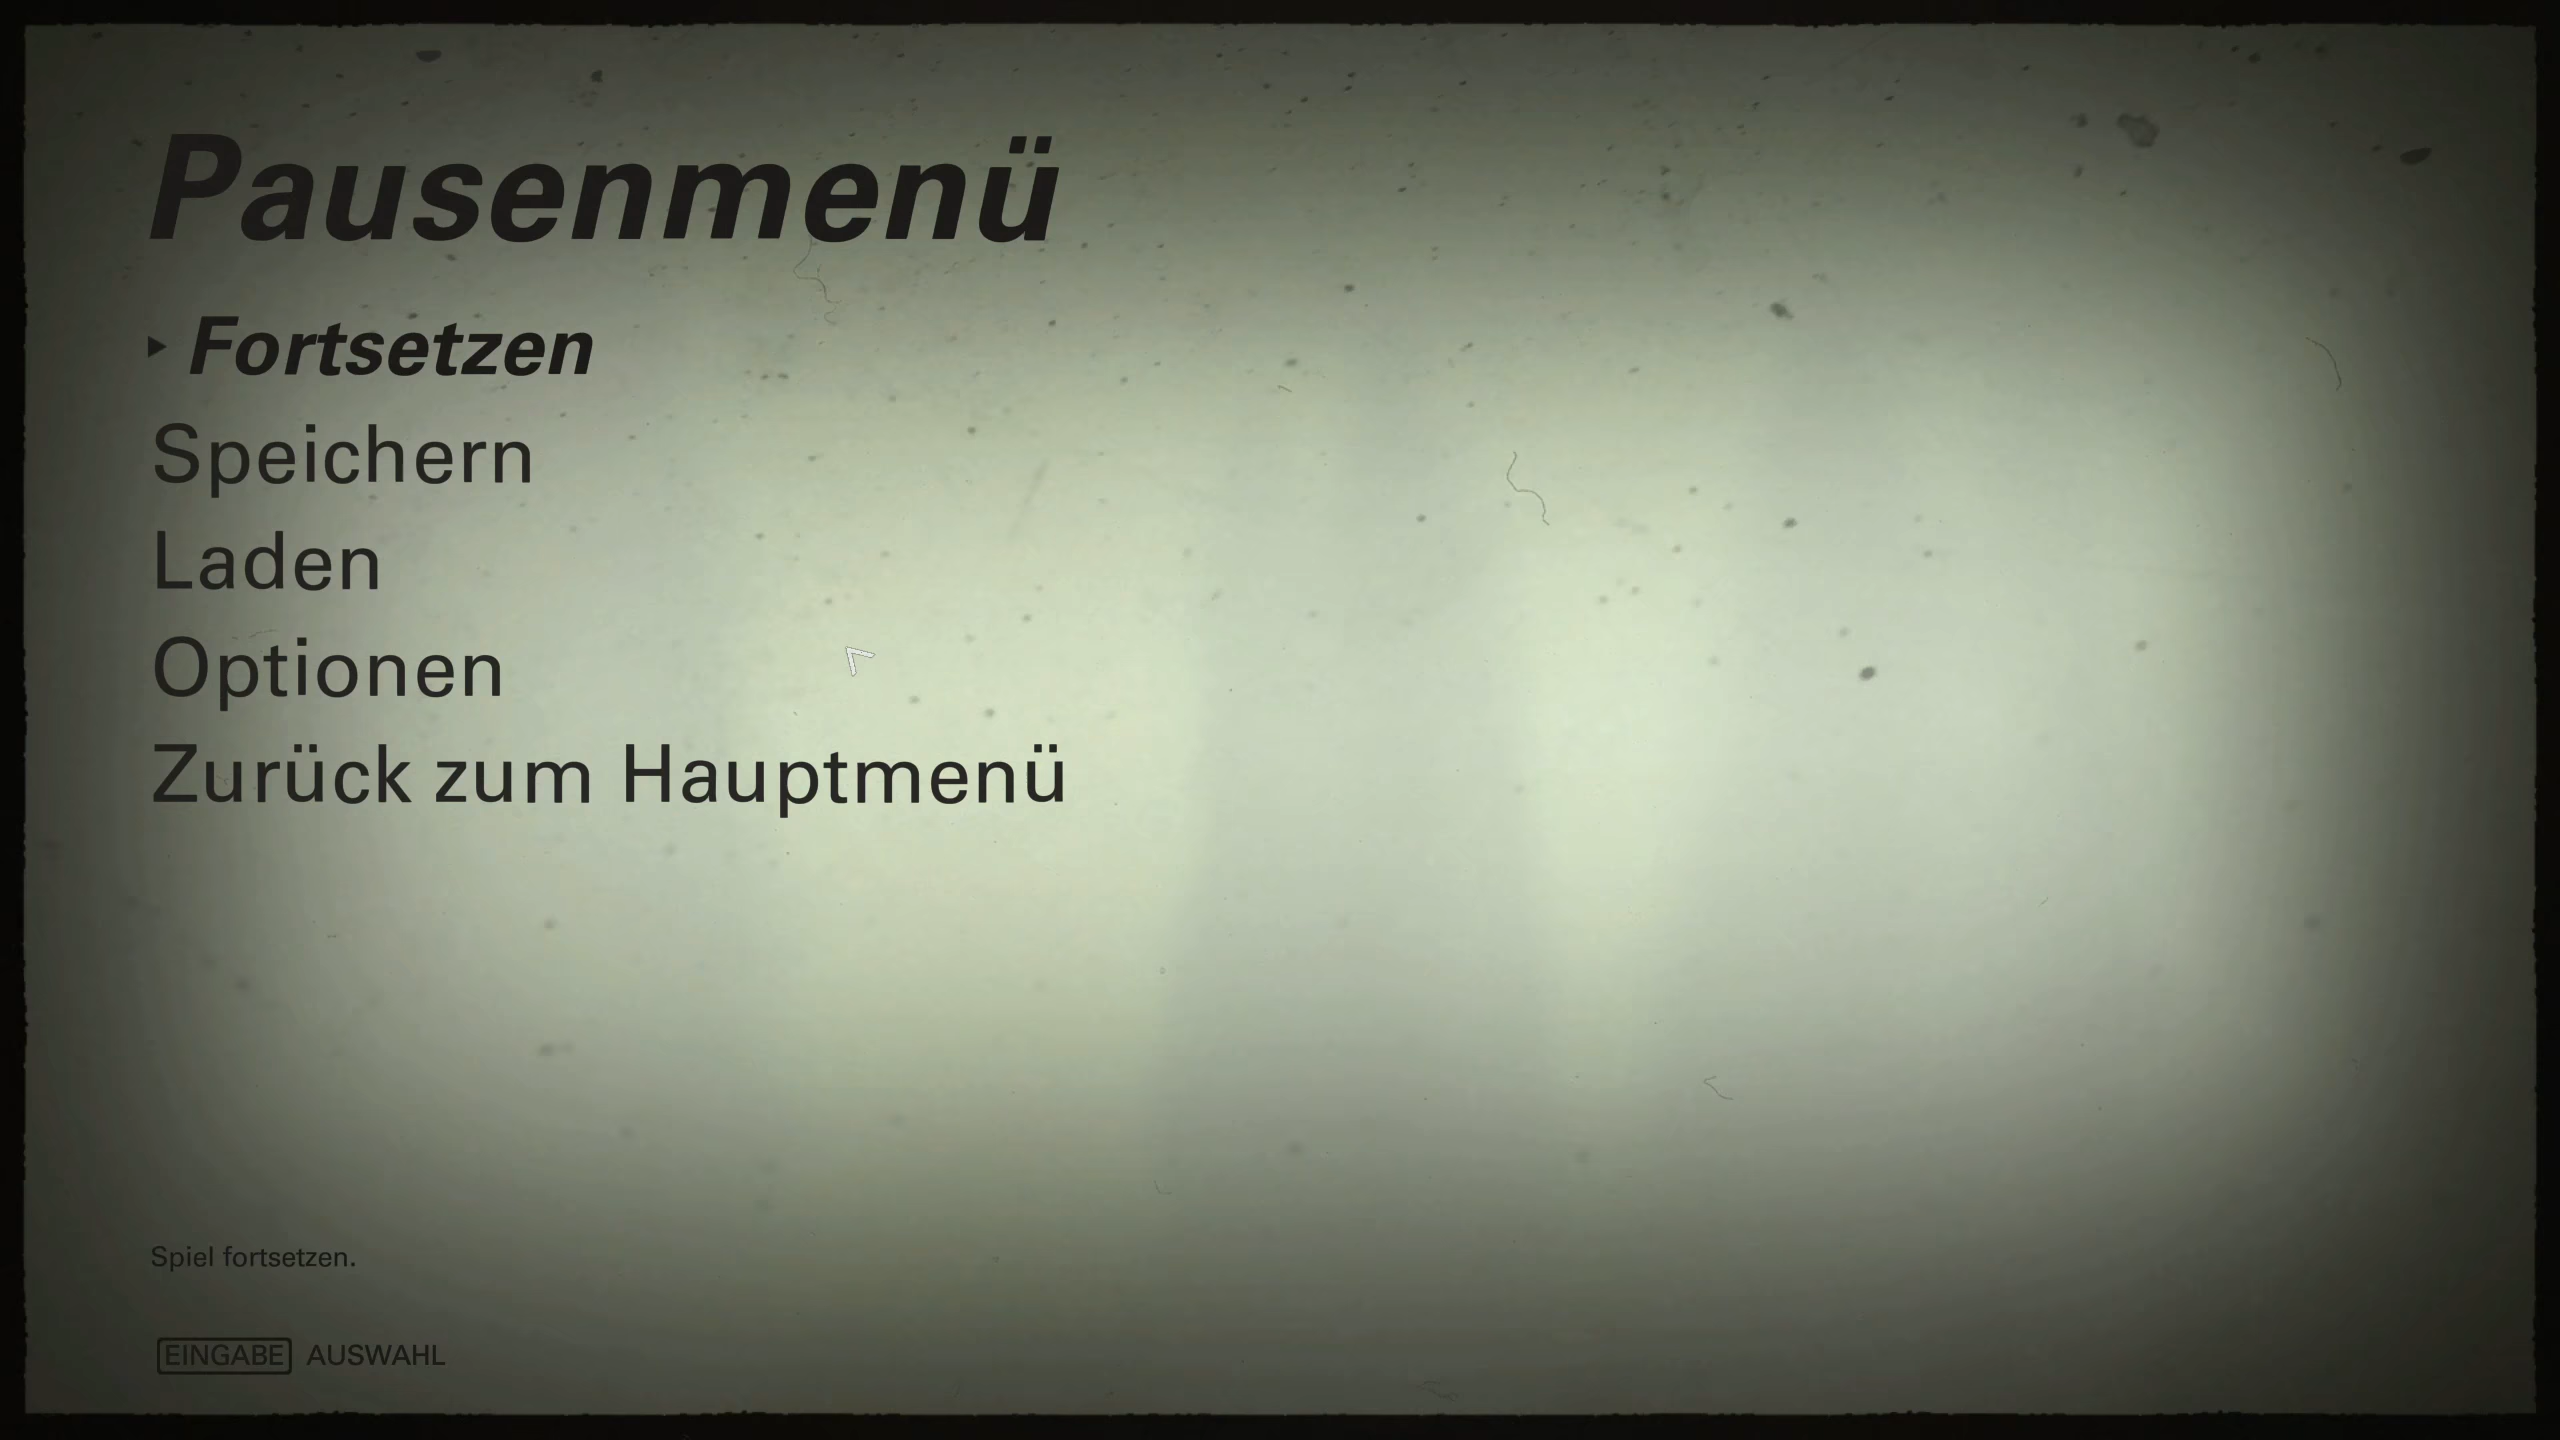 Pausenmenü
Fortsetzen
Speichern
Laden
Optionen
Zurück zum Hauptmenü
Spiel fortsetzen.
EINGABE AUSWAHL